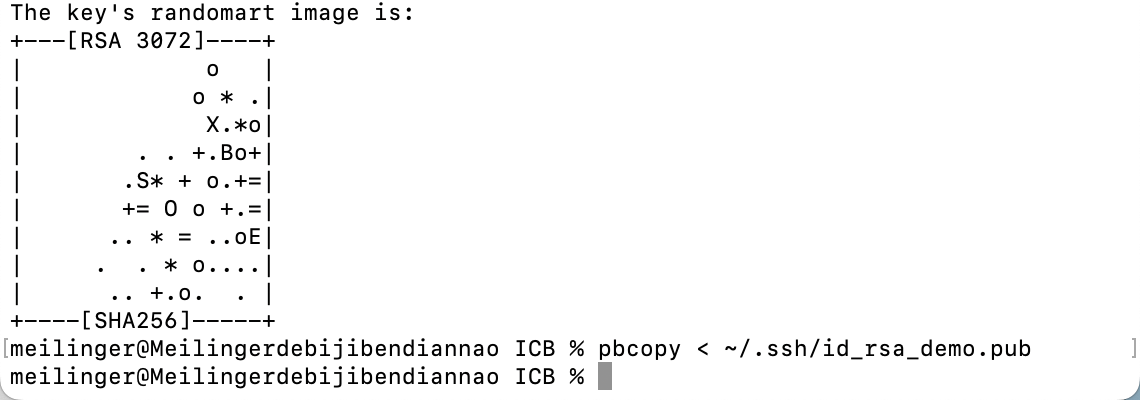 The key's randomart image is:
+---[RSA 3072]----+
|             o   |
|            o * .|
|             X.*o|
|        . . +.Bo+|
|       .S* + o.+=|
|       += O o +.=|
|      .. * = ..oE|
|     .  . * o....|
|      .. +.o.  . |
+----[SHA256]-----+
[meilinger@Meilingerdebijibendiannao ICB % pbcopy < ~/.ssh/id_rsa_demo.pub ]
meilinger@Meilingerdebijibendiannao ICB %